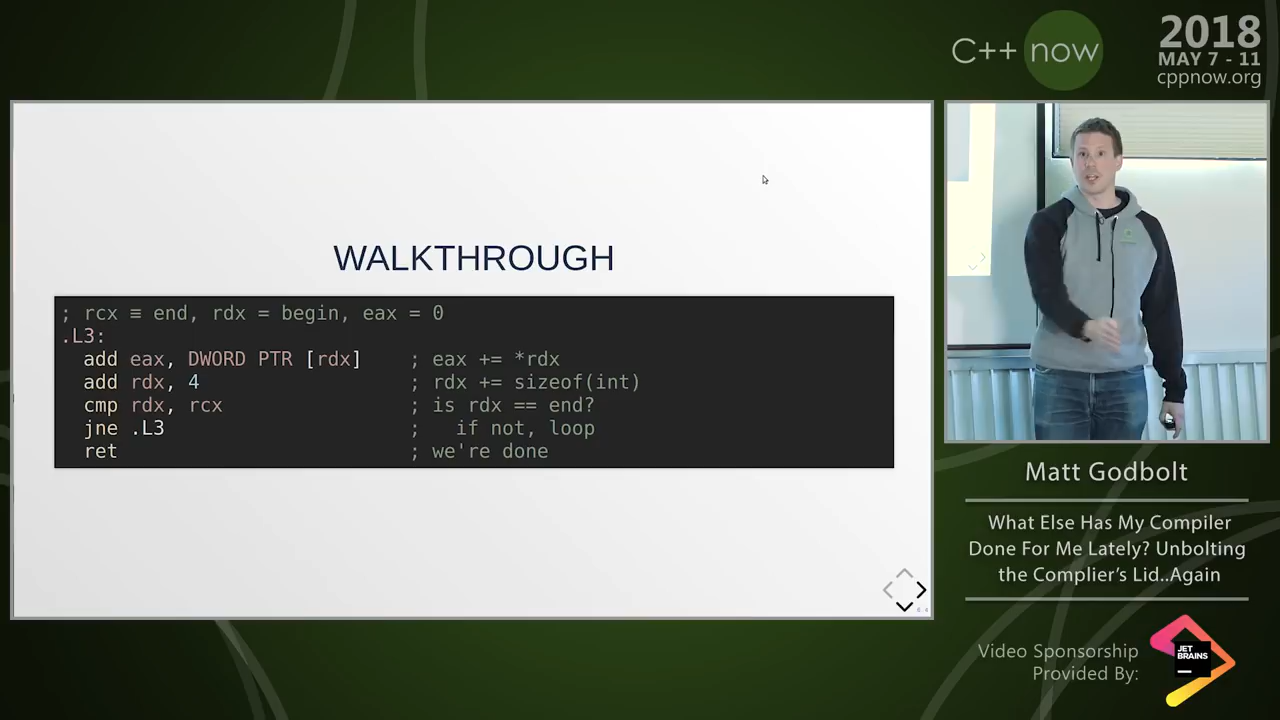 C++ now
2018
MAY 7 - 11
cppnow.org
WALKTHROUGH
; rcx ≡ end, rdx = begin, eax = 0
.L3:
add eax, DWORD PTR [rdx] ; eax += *rdx
add rdx, 4 ; rdx += sizeof(int)
cmp rdx, rcx ; is rdx == end?
jne .L3 ; if not, loop
ret ; we're done
Matt Godbolt
What Else Has My Compiler
Done For Me Lately? Unbolting
the Complier's Lid..Again
Video Sponsorship
Provided By:
JET
BRAINS